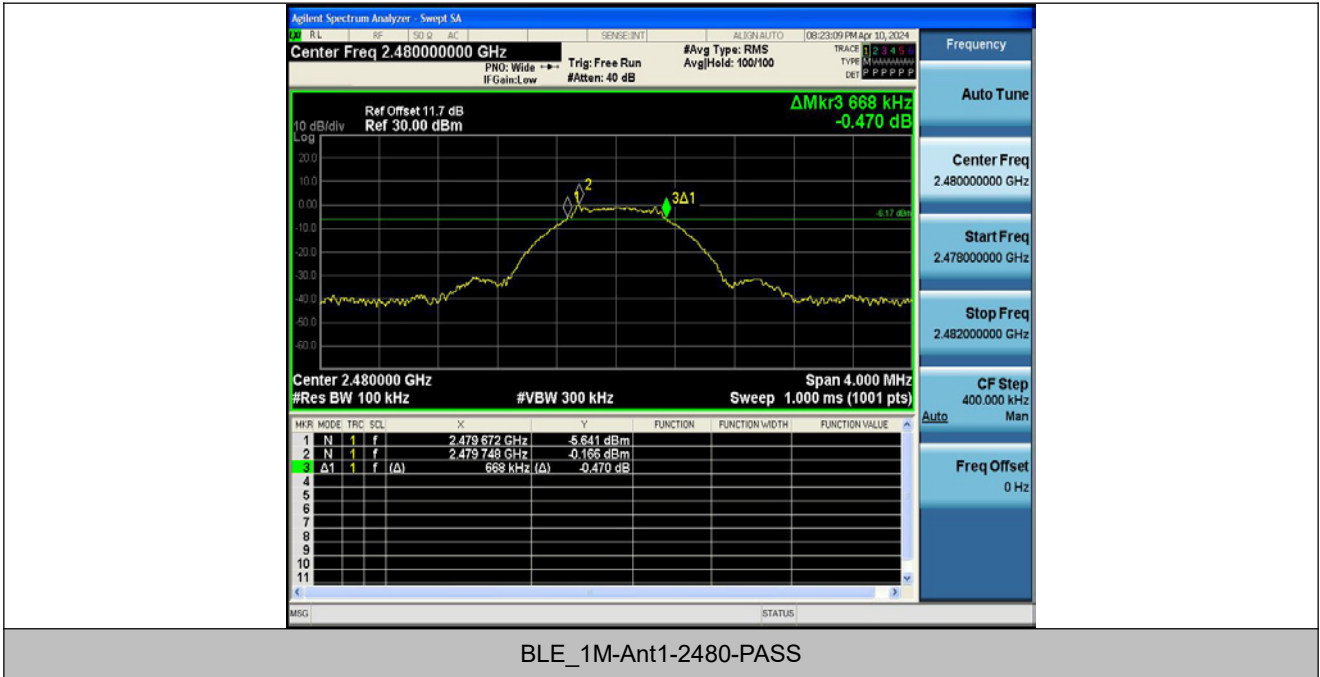 Agilent Spectrum Analyzer - Swept SA
RL RF 50 Ω AC SENSE:INT ALIGN AUTO 08:23:09 PM Apr 10, 2024
Center Freq 2.480000000 GHz
PNO: Wide
IFGain:Low
Trig: Free Run
#Atten: 40 dB
#Avg Type: RMS
Avg|Hold: 100/100
TRACE 1 2 3 4 5 6
TYPE MWWWWW
DET P P P P P P
Frequency
ΔMkr3 668 kHz
-0.470 dB
Ref Offset 11.7 dB
10 dB/div Ref 30.00 dBm
Log
20.0
10.0
0.00
-10.0
-20.0
-30.0
-40.0
-50.0
-60.0
1
2
3Δ1
-6.17 dBm
Center 2.480000 GHz Span 4.000 MHz
#Res BW 100 kHz #VBW 300 kHz Sweep 1.000 ms (1001 pts)
MKR MODE TRC SCL X Y FUNCTION FUNCTION WIDTH FUNCTION VALUE
1 N 1 f 2.479 672 GHz -5.641 dBm
2 N 1 f 2.479 748 GHz -0.166 dBm
3 Δ1 1 f (Δ) 668 kHz (Δ) -0.470 dB
4
5
6
7
8
9
10
11
MSG STATUS
Auto Tune
Center Freq
2.480000000 GHz
Start Freq
2.478000000 GHz
Stop Freq
2.482000000 GHz
CF Step
400.000 kHz
Auto Man
Freq Offset
0 Hz
BLE_1M-Ant1-2480-PASS